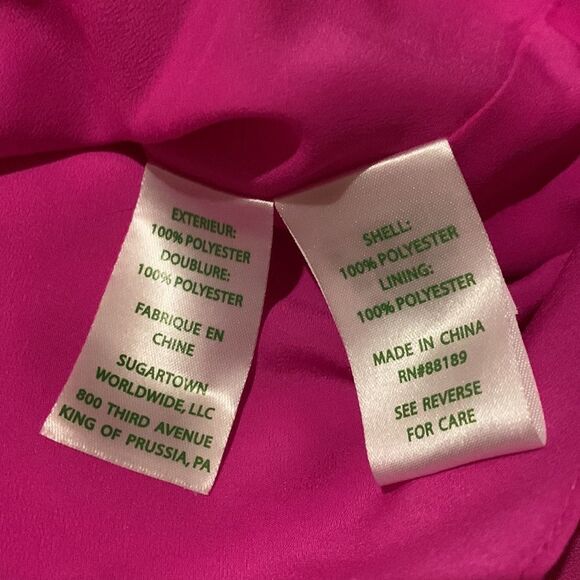 EXTERIEUR:
100% POLYESTER
DOUBLURE:
100% POLYESTER
FABRIQUE EN
CHINE
SUGARTOWN
WORLDWIDE, LLC
800 THIRD AVENUE
KING OF PRUSSIA, PA
SHELL:
100% POLYESTER
LINING:
100% POLYESTER
MADE IN CHINA
RN#88189
SEE REVERSE
FOR CARE